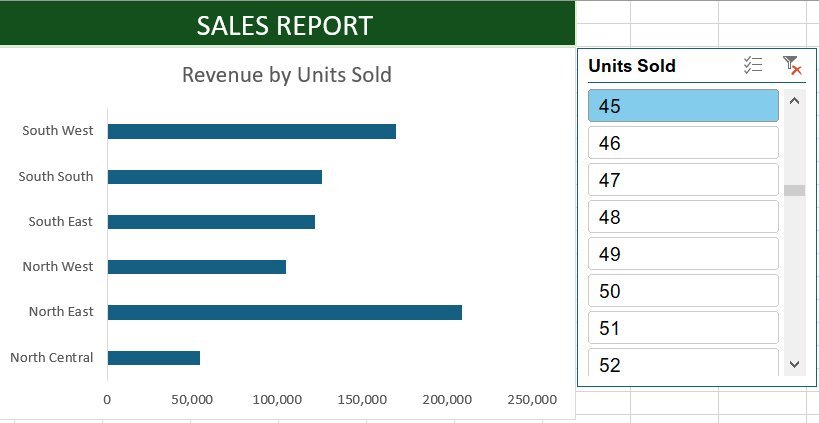 SALES REPORT
Revenue by Units Sold
South West
South South
South East
North West
North East
North Central
0 50,000 100,000 150,000 200,000 250,000
Units Sold
45
46
47
48
49
50
51
52